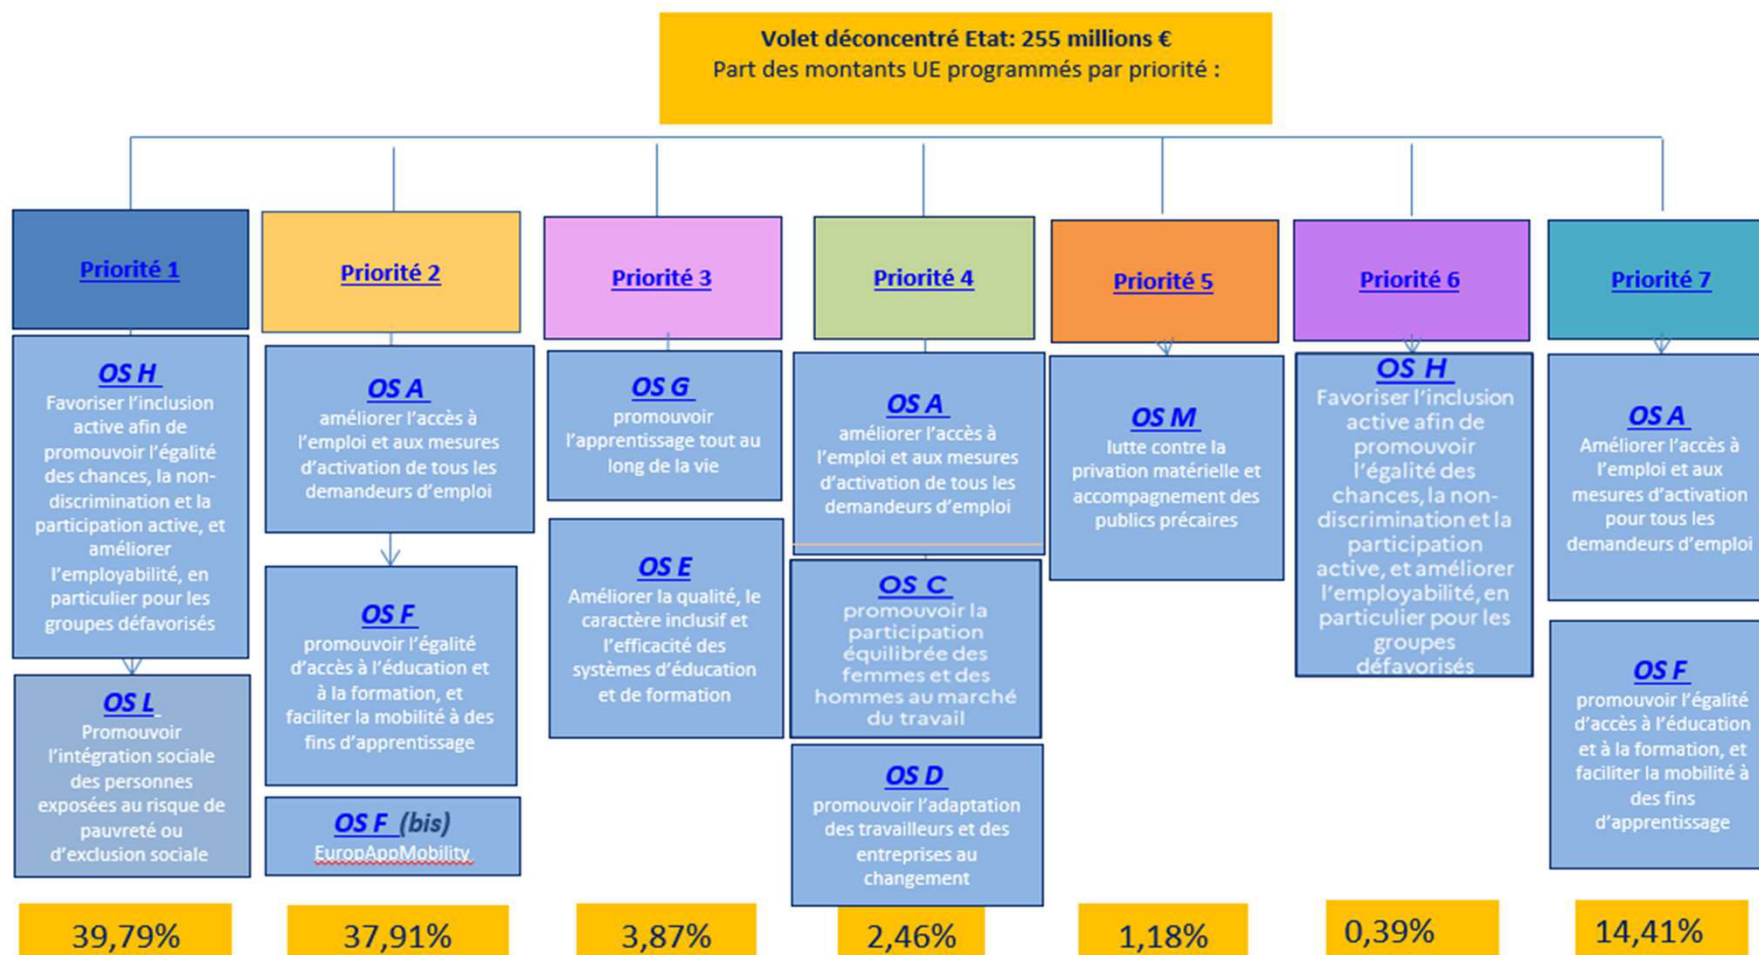 Volet déconcentré Etat: 255 millions €
Part des montants UE programmés par priorité :
Priorité 1
OS H
Favoriser l’inclusion
active afin de
promouvoir l’égalité
des chances, la non-
discrimination et la
participation active, et
améliorer
l’employabilité, en
particulier pour les
groupes défavorisés
OS L
Promouvoir
l’intégration sociale
des personnes
exposées au risque de
pauvreté ou
d’exclusion sociale
39,79%
Priorité 2
OS A
améliorer l’accès à
l’emploi et aux mesures
d’activation de tous les
demandeurs d’emploi
OS F
promouvoir l’égalité
d’accès à l’éducation et
à la formation, et
faciliter la mobilité à des
fins d’apprentissage
OS F (bis)
EuropAppMobility
37,91%
Priorité 3
OS G
promouvoir
l’apprentissage tout au
long de la vie
OS E
Améliorer la qualité, le
caractère inclusif et
l’efficacité des
systèmes d’éducation
et de formation
3,87%
Priorité 4
OS A
améliorer l’accès à
l’emploi et aux mesures
d’activation de tous les
demandeurs d’emploi
OS C
promouvoir la
participation
équilibrée des
femmes et des
hommes au marché
du travail
OS D
promouvoir l’adaptation
des travailleurs et des
entreprises au
changement
2,46%
Priorité 5
OS M
lutte contre la
privation matérielle et
accompagnement des
publics précaires
1,18%
Priorité 6
OS H
Favoriser l’inclusion
active afin de
promouvoir
l’égalité des
chances, la non-
discrimination et la
participation
active, et améliorer
l’employabilité, en
particulier pour les
groupes
défavorisés
0,39%
Priorité 7
OS A
Améliorer l’accès à
l’emploi et aux
mesures d’activation
pour tous les
demandeurs d’emploi
OS F
promouvoir l’égalité
d’accès à l’éducation
et à la formation, et
faciliter la mobilité à
des fins
d’apprentissage
14,41%